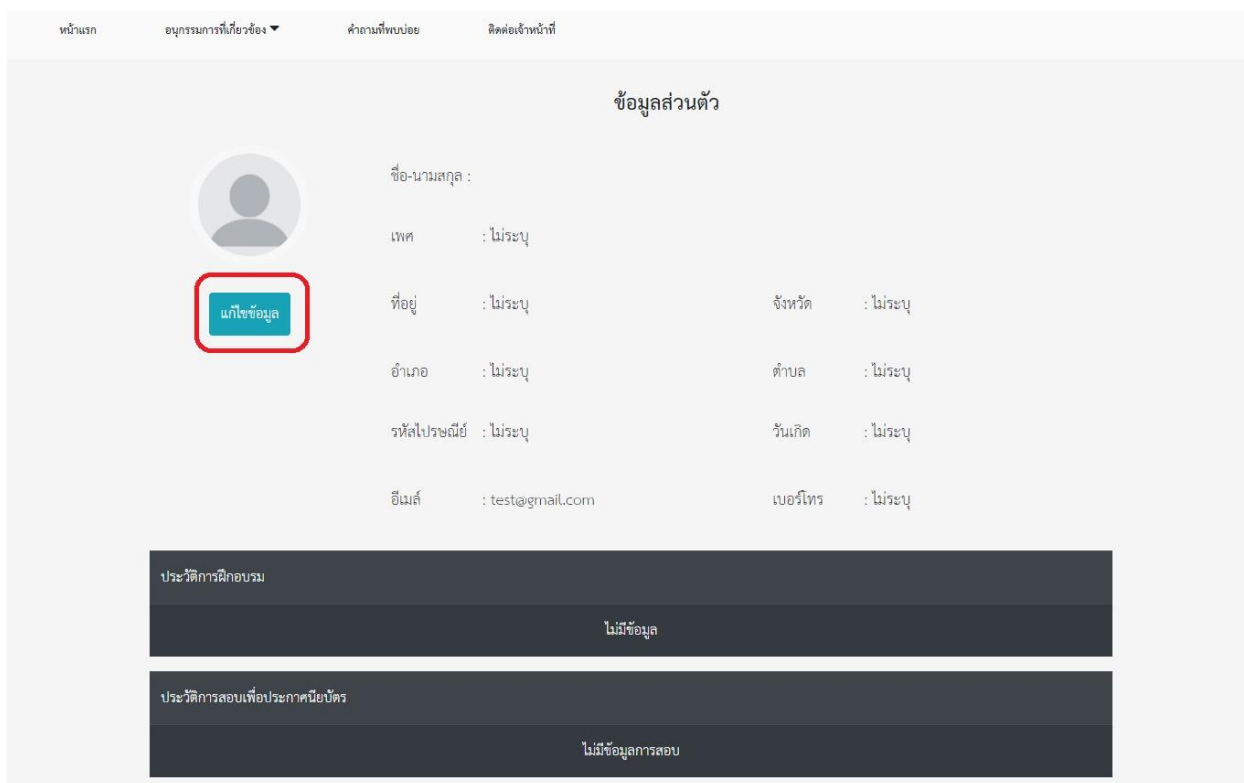 หน้าแรก อนุกรรมการที่เกี่ยวข้อง คำถามที่พบบ่อย ติดต่อเจ้าหน้าที่
ข้อมูลส่วนตัว
ชื่อ-นามสกุล :
เพศ : ไม่ระบุ
แก้ไขข้อมูล
ที่อยู่ : ไม่ระบุ จังหวัด : ไม่ระบุ
อำเภอ : ไม่ระบุ ตำบล : ไม่ระบุ
รหัสไปรษณีย์ : ไม่ระบุ วันเกิด : ไม่ระบุ
อีเมล์ : test@gmail.com เบอร์โทร : ไม่ระบุ
ประวัติการฝึกอบรม
ไม่มีข้อมูล
ประวัติการสอบเพื่อประกาศนียบัตร
ไม่มีข้อมูลการสอบ